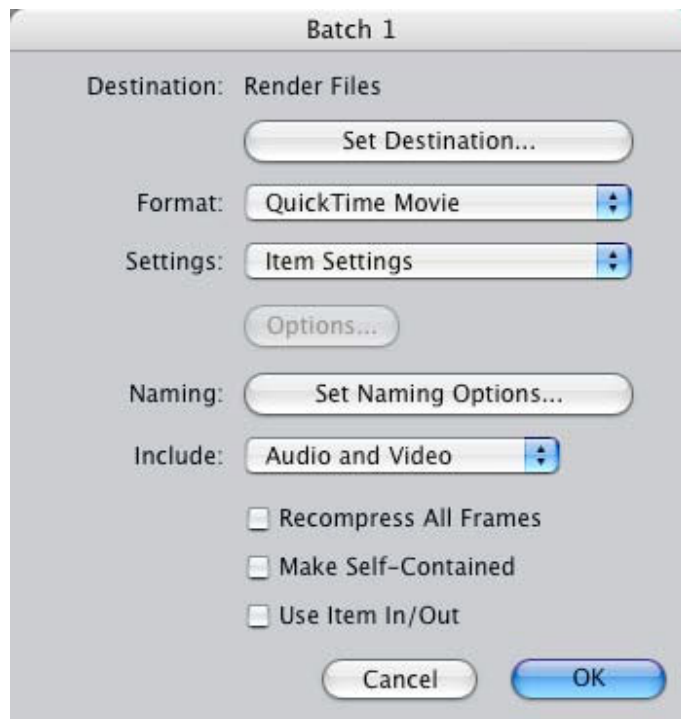 Batch 1
Destination: Render Files
Set Destination...
Format: QuickTime Movie
Settings: Item Settings
Options...
Naming: Set Naming Options...
Include: Audio and Video
Recompress All Frames
Make Self-Contained
Use Item In/Out
Cancel OK